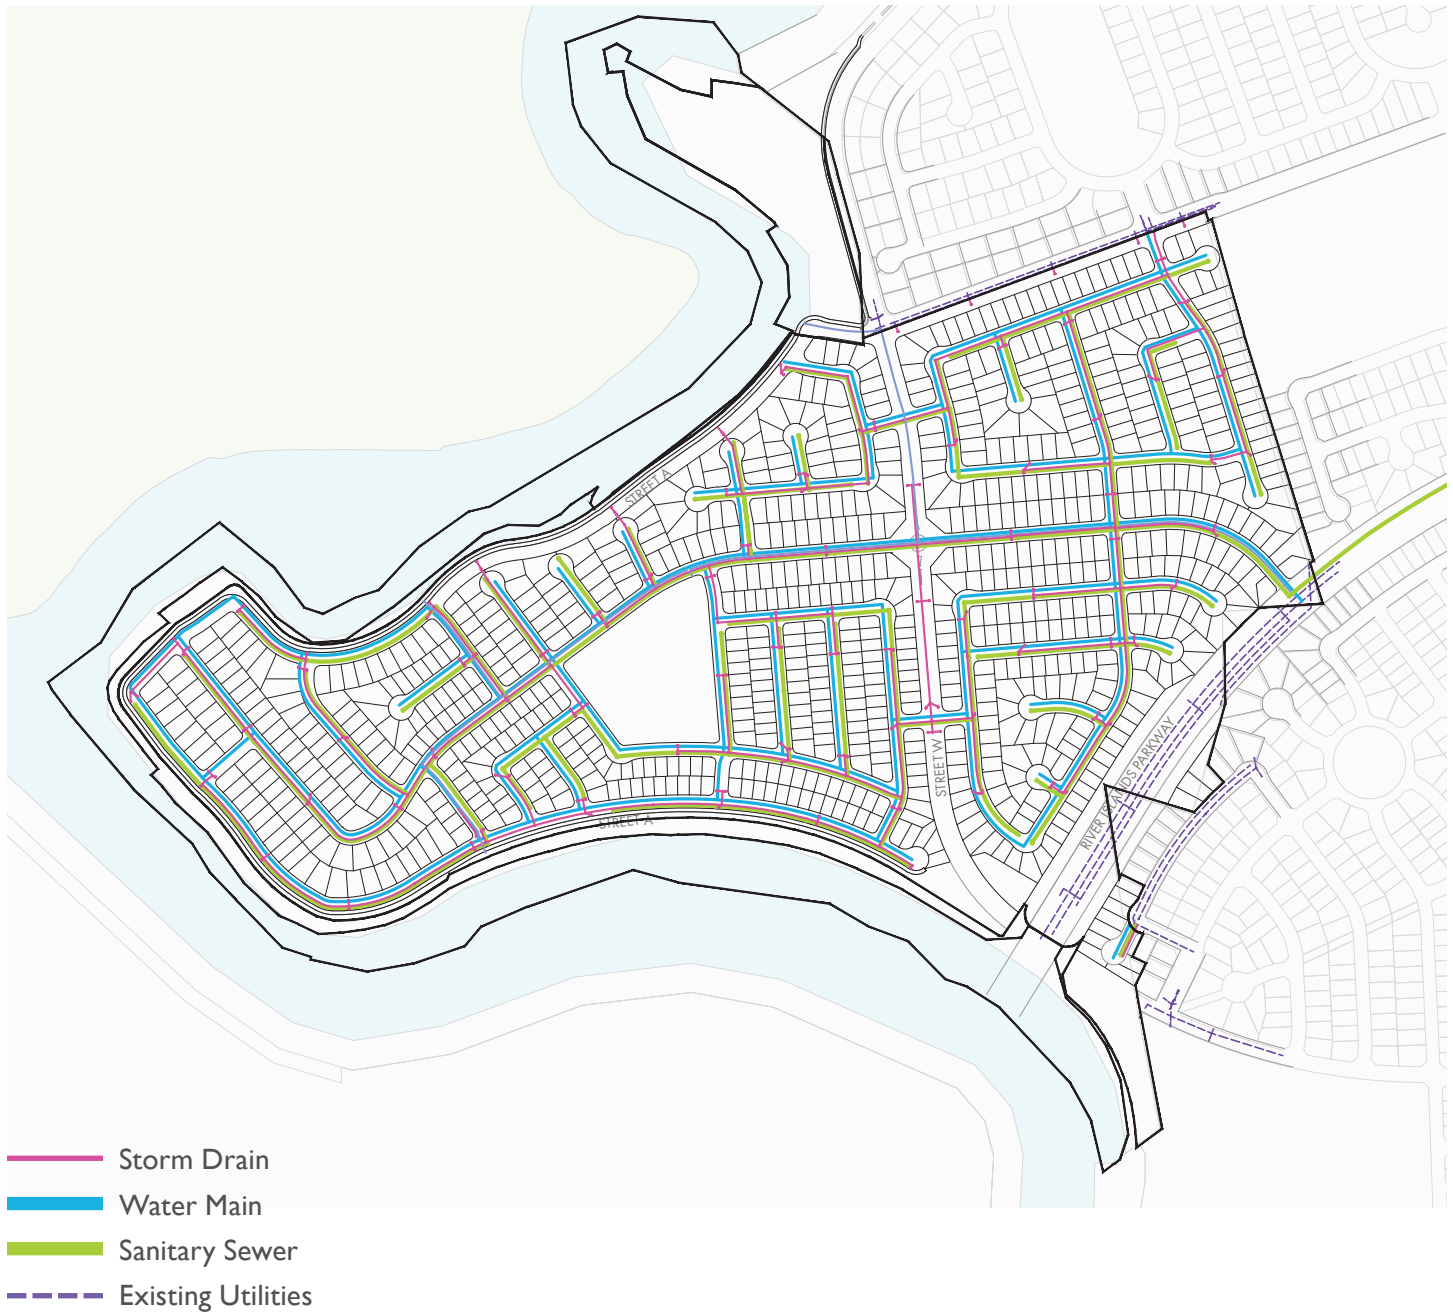 STREET A
STREET W
RIVER ISLANDS PARKWAY
STREET A
Storm Drain
Water Main
Sanitary Sewer
Existing Utilities